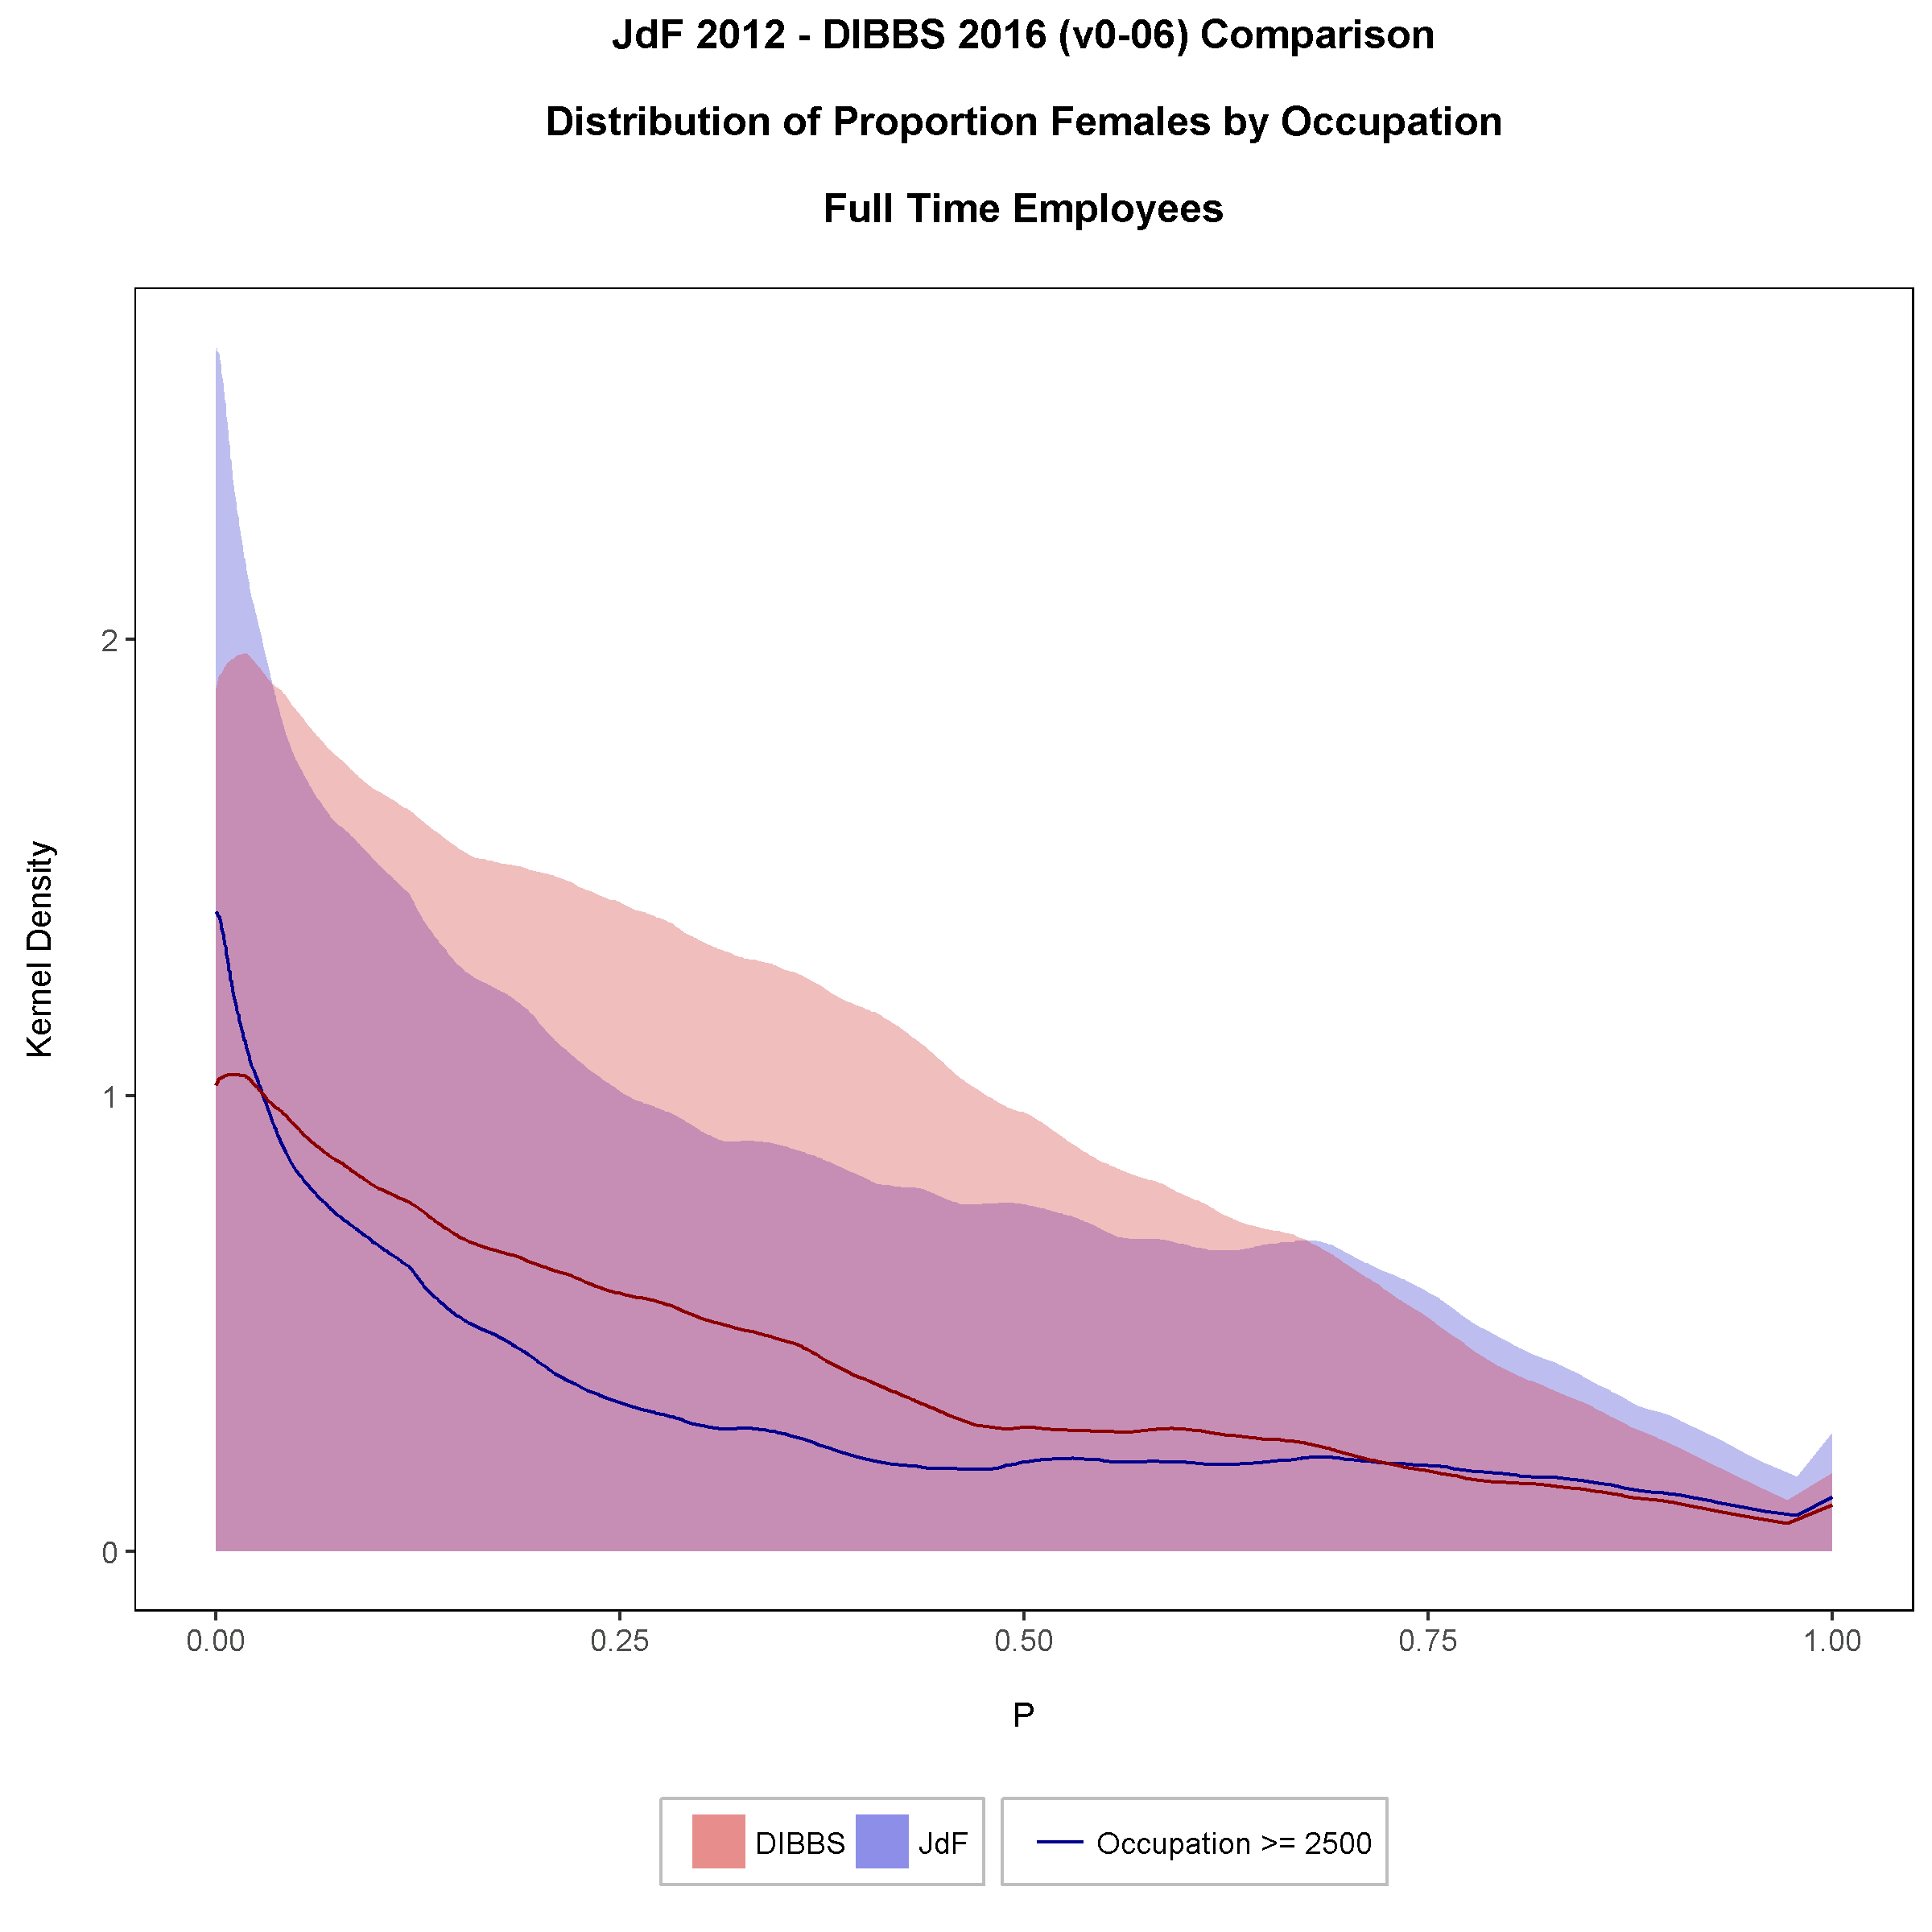 JdF 2012 - DIBBS 2016 (v0-06) Comparison
Distribution of Proportion Females by Occupation
Full Time Employees
Kernel Density
2
1
0
0.00 0.25 0.50 0.75 1.00
P
DIBBS JdF Occupation >= 2500